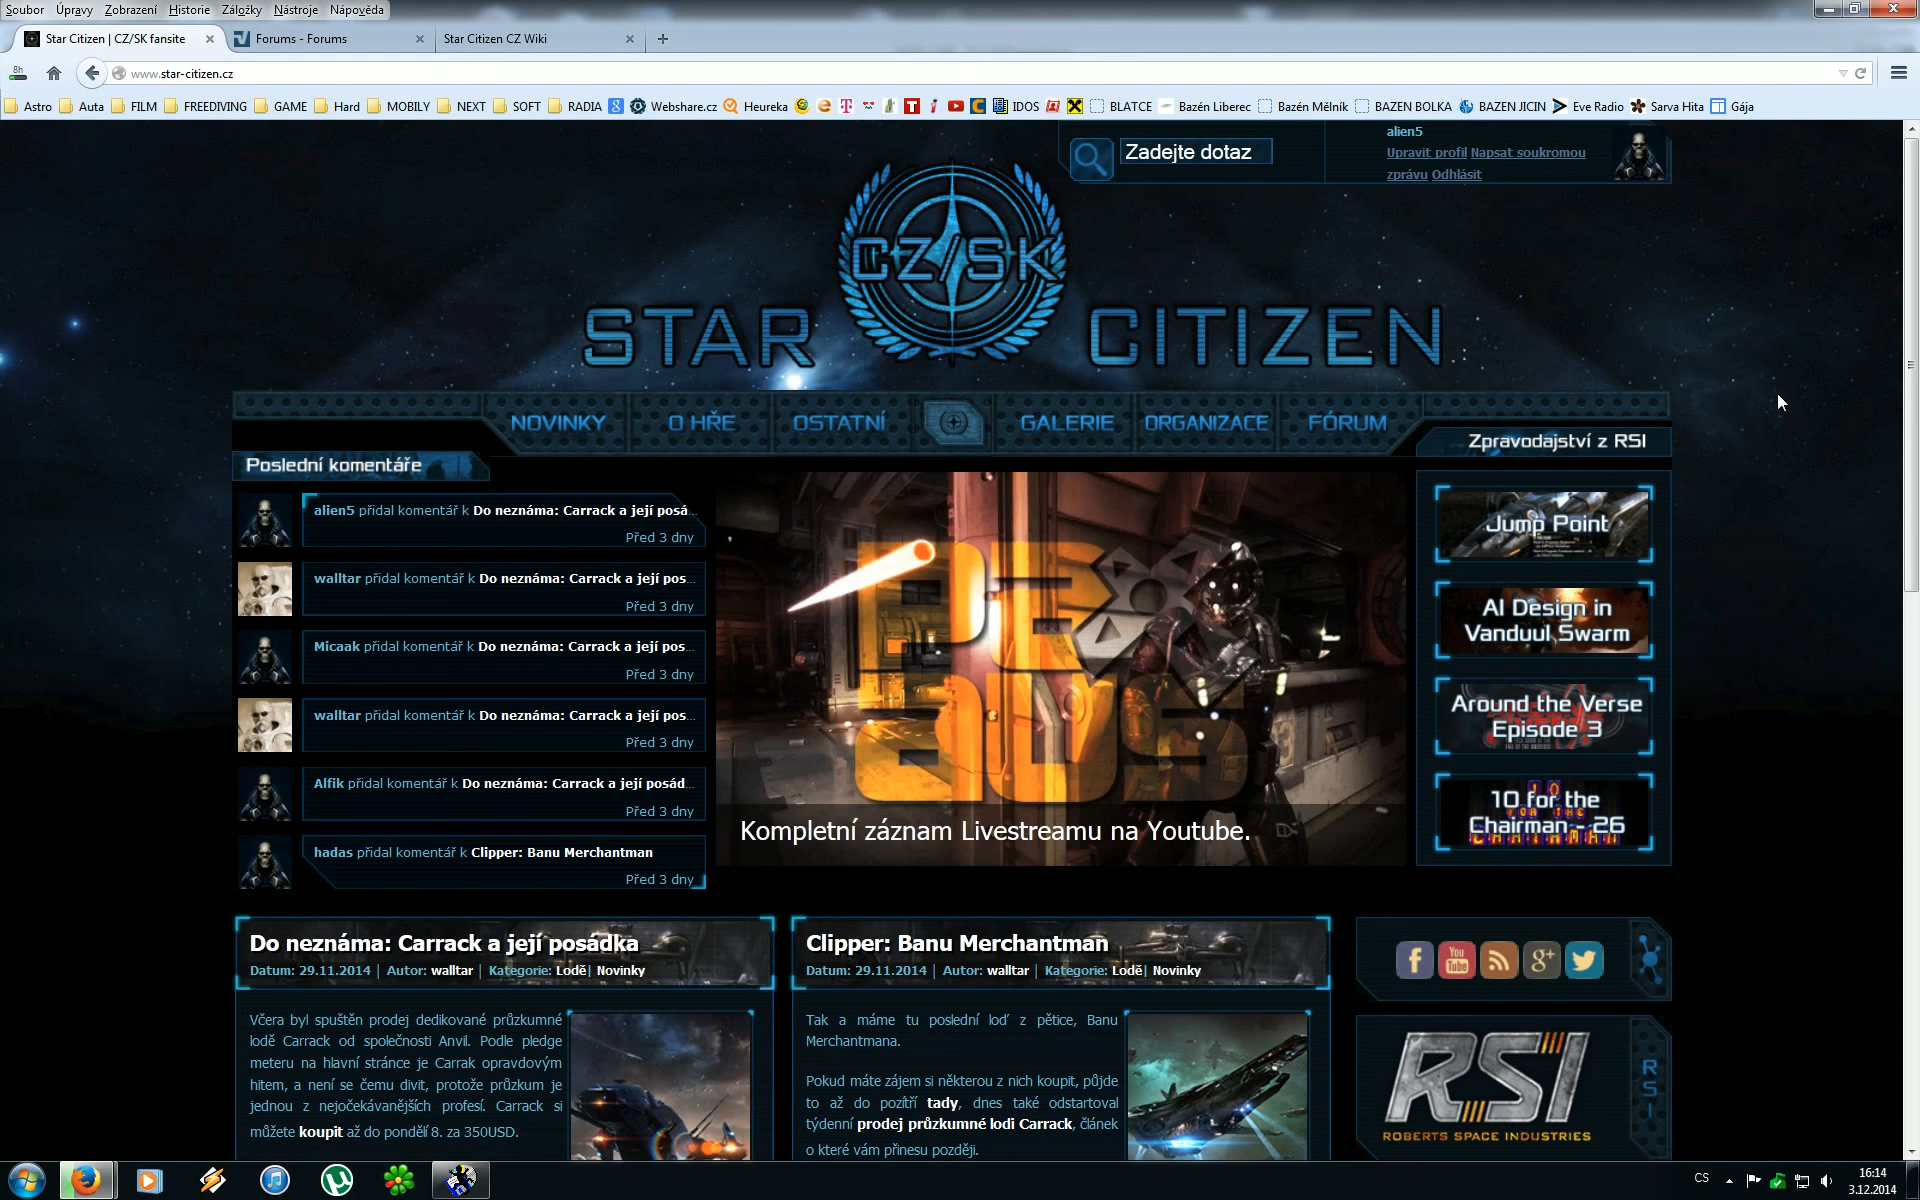 Soubor Úpravy Zobrazení Historie Záložky Nástroje Nápověda
Star Citizen | CZ/SK fansite
Forums - Forums
Star Citizen CZ Wiki
8h
www.star-citizen.cz
Astro Auta FILM FREEDIVING GAME Hard MOBILY NEXT SOFT RADIA Webshare.cz Heureka IDOS BLATCE Bazén Liberec Bazén Mělník BAZEN BOLKA BAZEN JICIN Eve Radio Sarva Hita Gája
Zadejte dotaz
alien5
Upravit profil Napsat soukromou
zprávu Odhlásit
CZ/SK
STAR CITIZEN
NOVINKY O HŘE OSTATNÍ GALERIE ORGANIZACE FÓRUM
Poslední komentáře
alien5 přidal komentář k Do neznáma: Carrack a její posá...
Před 3 dny
walltar přidal komentář k Do neznáma: Carrack a její pos...
Před 3 dny
Micaak přidal komentář k Do neznáma: Carrack a její pos...
Před 3 dny
walltar přidal komentář k Do neznáma: Carrack a její pos...
Před 3 dny
Alfik přidal komentář k Do neznáma: Carrack a její posád...
Před 3 dny
hadas přidal komentář k Clipper: Banu Merchantman
Před 3 dny
Kompletní záznam Livestreamu na Youtube.
Zpravodajství z RSI
Jump Point
AI Design in
Vanduul Swarm
Around the Verse
Episode 3
10 for the
Chairman - 26
Do neznáma: Carrack a její posádka
Datum: 29.11.2014 | Autor: walltar | Kategorie: Lodě| Novinky
Včera byl spuštěn prodej dedikované průzkumné
lodě Carrack od společnosti Anvil. Podle pledge
meteru na hlavní stránce je Carrak opravdovým
hitem, a není se čemu divit, protože průzkum je
jednou z nejočekávanějších profesí. Carrack si
můžete koupit až do pondělí 8. za 350USD.
Clipper: Banu Merchantman
Datum: 29.11.2014 | Autor: walltar | Kategorie: Lodě| Novinky
Tak a máme tu poslední loď z pětice, Banu
Merchantmana.
Pokud máte zájem si některou z nich koupit, půjde
to až do pozítří tady, dnes také odstartoval
týdenní prodej průzkumné lodi Carrack, článek
o které vám přinesu později.
You
Tube
g+
RSI
ROBERTS SPACE INDUSTRIES
RSI
CS
16:14
3.12.2014